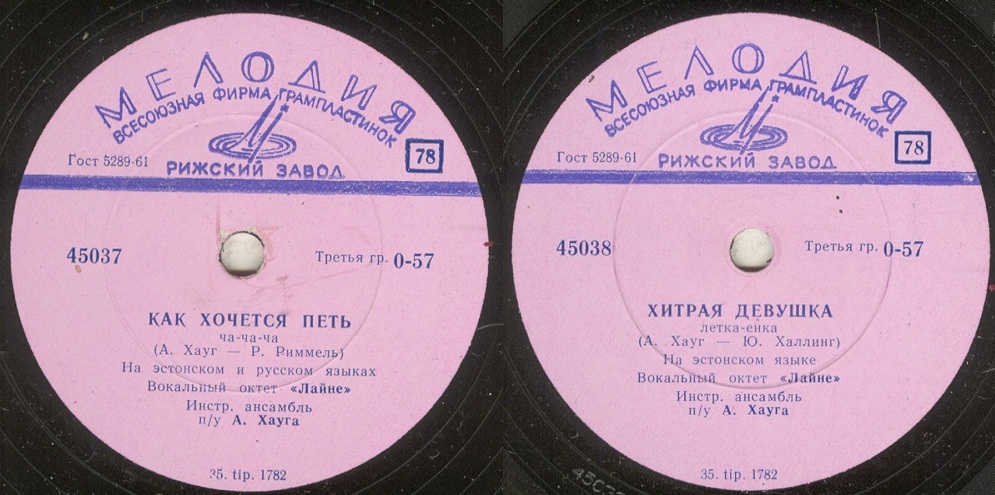 МЕЛОДИЯ
ВСЕСОЮЗНАЯ ФИРМА ГРАМПЛАСТИНОК
Гост 5289-61
78
РИЖСКИЙ ЗАВОД
45037
Третья гр. 0-57
КАК ХОЧЕТСЯ ПЕТЬ
ча-ча-ча
(А. Хауг — Р. Риммель)
На эстонском и русском языках
Вокальный октет «Лайне»
Инстр. ансамбль
п/у А. Хауга
35. tip. 1782
МЕЛОДИЯ
ВСЕСОЮЗНАЯ ФИРМА ГРАМПЛАСТИНОК
Гост 5289-61
78
РИЖСКИЙ ЗАВОД
45038
Третья гр. 0-57
ХИТРАЯ ДЕВУШКА
летка-енка
(А. Хауг — Ю. Халлинг)
На эстонском языке
Вокальный октет «Лайне»
Инстр. ансамбль
п/у А. Хауга
35. tip. 1782